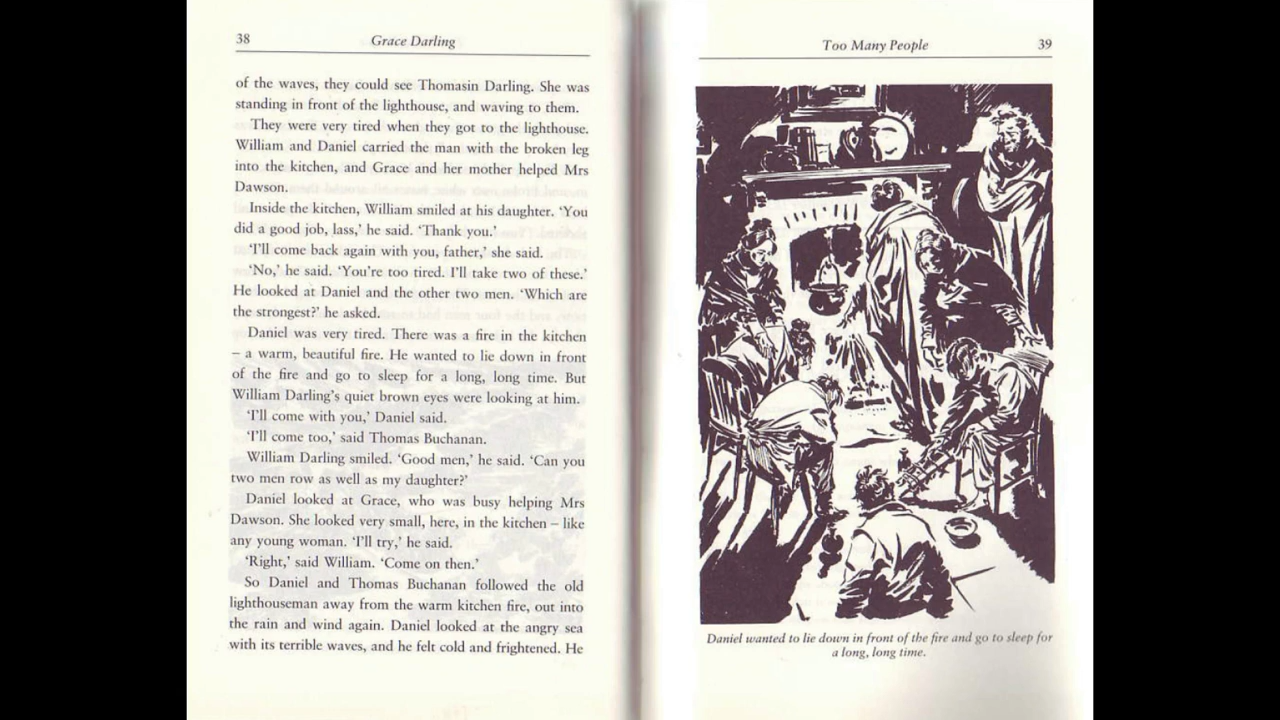 38
Grace Darling
of the waves, they could see Thomasin Darling. She was
standing in front of the lighthouse, and waving to them.
They were very tired when they got to the lighthouse.
William and Daniel carried the man with the broken leg
into the kitchen, and Grace and her mother helped Mrs
Dawson.
Inside the kitchen, William smiled at his daughter. ‘You
did a good job, lass,’ he said. ‘Thank you.’
‘I’ll come back again with you, father,’ she said.
‘No,’ he said. ‘You’re too tired. I’ll take two of these.’
He looked at Daniel and the other two men. ‘Which are
the strongest?’ he asked.
Daniel was very tired. There was a fire in the kitchen
– a warm, beautiful fire. He wanted to lie down in front
of the fire and go to sleep for a long, long time. But
William Darling’s quiet brown eyes were looking at him.
‘I’ll come with you,’ Daniel said.
‘I’ll come too,’ said Thomas Buchanan.
William Darling smiled. ‘Good men,’ he said. ‘Can you
two men row as well as my daughter?’
Daniel looked at Grace, who was busy helping Mrs
Dawson. She looked very small, here, in the kitchen – like
any young woman. ‘I’ll try,’ he said.
‘Right,’ said William. ‘Come on then.’
So Daniel and Thomas Buchanan followed the old
lighthouseman away from the warm kitchen fire, out into
the rain and wind again. Daniel looked at the angry sea
with its terrible waves, and he felt cold and frightened. He
Too Many People
39
Daniel wanted to lie down in front of the fire and go to sleep for
a long, long time.